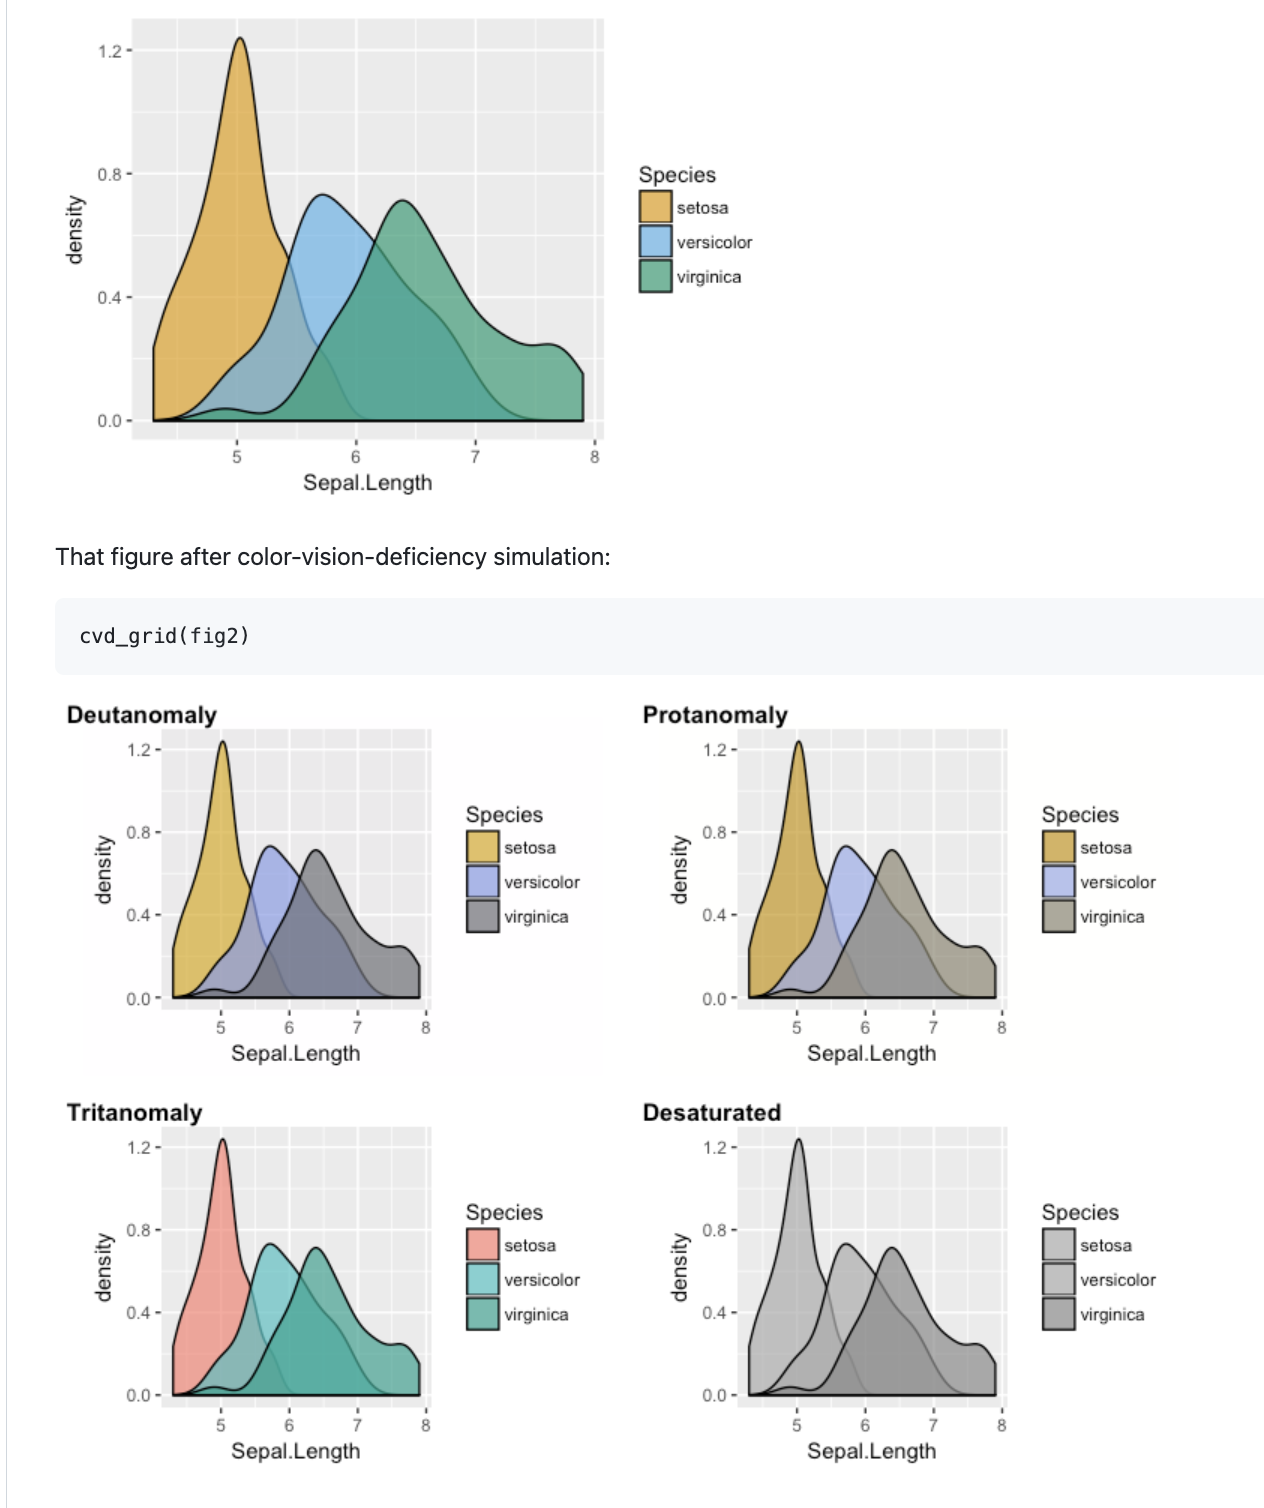 1.2
0.8
0.4
0.0
density
5 6 7 8
Sepal.Length
Species
setosa
versicolor
virginica
That figure after color-vision-deficiency simulation:
cvd_grid(fig2)
Deutanomaly
1.2
0.8
0.4
0.0
density
5 6 7 8
Sepal.Length
Species
setosa
versicolor
virginica
Protanomaly
1.2
0.8
0.4
0.0
density
5 6 7 8
Sepal.Length
Species
setosa
versicolor
virginica
Tritanomaly
1.2
0.8
0.4
0.0
density
5 6 7 8
Sepal.Length
Species
setosa
versicolor
virginica
Desaturated
1.2
0.8
0.4
0.0
density
5 6 7 8
Sepal.Length
Species
setosa
versicolor
virginica